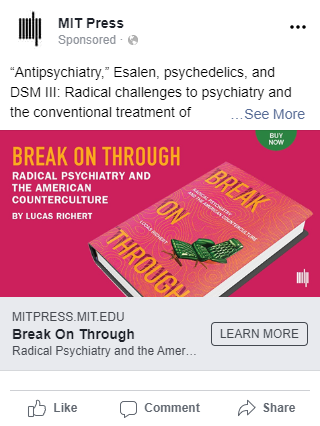 MIT Press
Sponsored ·
“Antipsychiatry,” Esalen, psychedelics, and
DSM III: Radical challenges to psychiatry and
the conventional treatment of ...See More
BUY
NOW
BREAK ON THROUGH
RADICAL PSYCHIATRY AND
THE AMERICAN
COUNTERCULTURE
BY LUCAS RICHERT
BREAK
RADICAL PSYCHIATRY
AND THE AMERICAN COUNTERCULTURE
ON
LUCAS RICHERT
THROUGH
MITPRESS.MIT.EDU
Break On Through
Radical Psychiatry and the Amer...
LEARN MORE
Like
Comment
Share